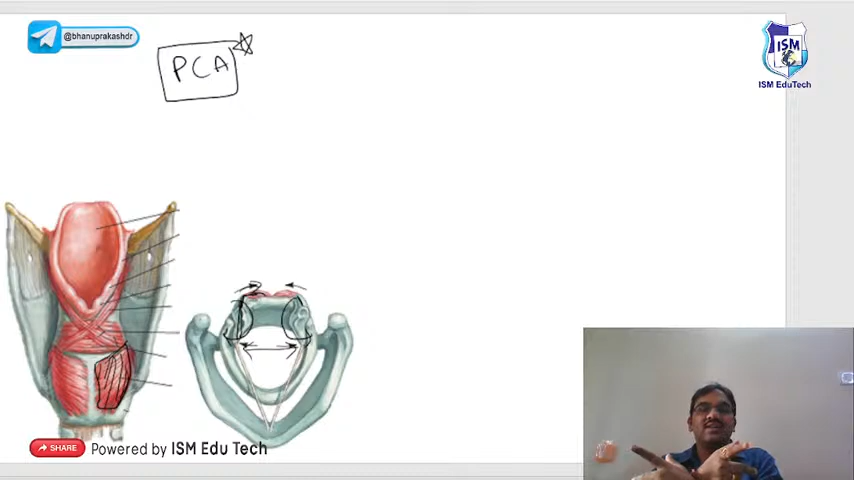 @bhanuprakashdr
PCA
ISM
ISM EduTech
SHARE
Powered by ISM Edu Tech